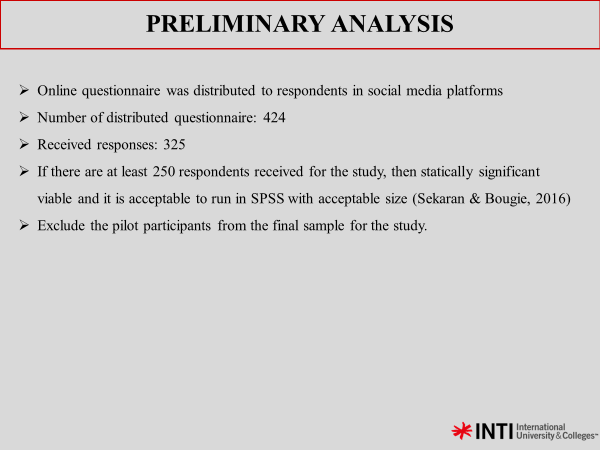 PRELIMINARY ANALYSIS
➢ Online questionnaire was distributed to respondents in social media platforms
➢ Number of distributed questionnaire: 424
➢ Received responses: 325
➢ If there are at least 250 respondents received for the study, then statically significant
viable and it is acceptable to run in SPSS with acceptable size (Sekaran & Bougie, 2016)
➢ Exclude the pilot participants from the final sample for the study.
INTI International
University & Colleges™